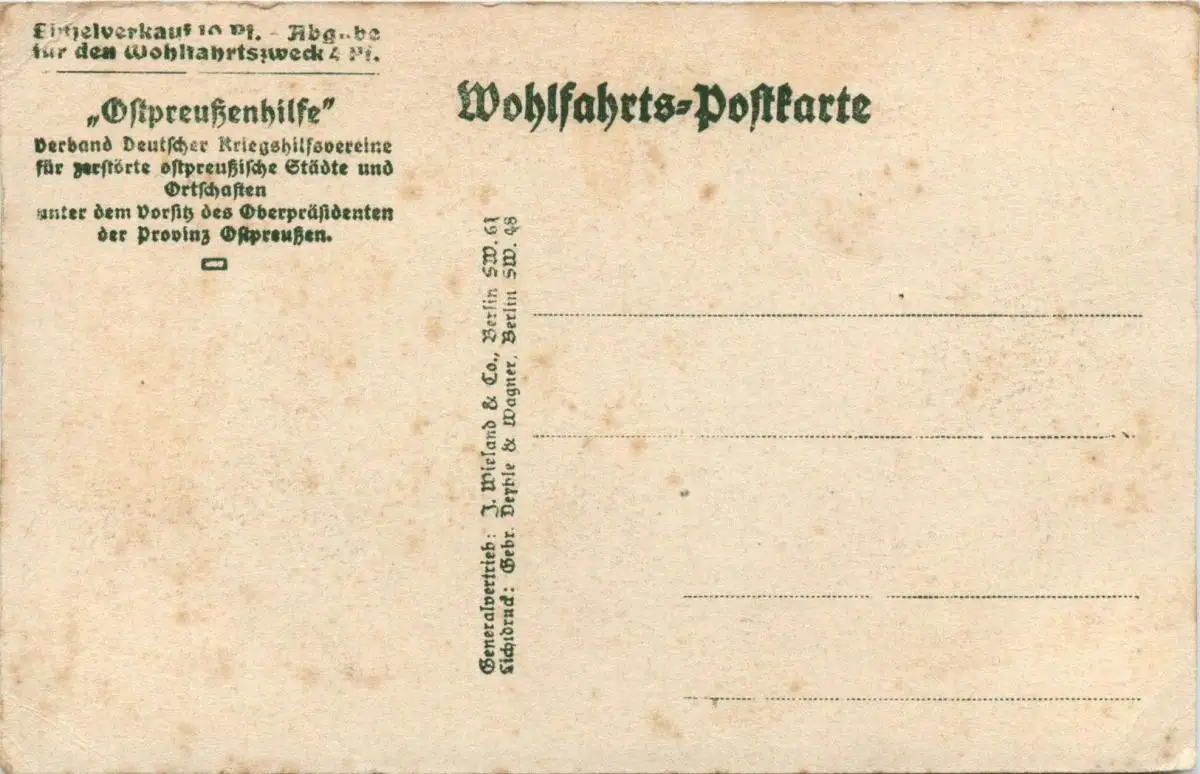 Einzelverkauf 10 Pf. - Abgabe
für den Wohlfahrtszweck 4 Pf.
„Ostpreußenhilfe”
Verband Deutscher Kriegshilfsvereine
für zerstörte ostpreußische Städte und
Ortschaften
unter dem Vorsitz des Oberpräsidenten
der Provinz Ostpreußen.
Wohlfahrts-Postkarte
Generalvertrieb: J. Wieland & Co., Berlin SW. 61
Lichtdruck: Gebr. Deyhle & Wagner, Berlin SW. 48